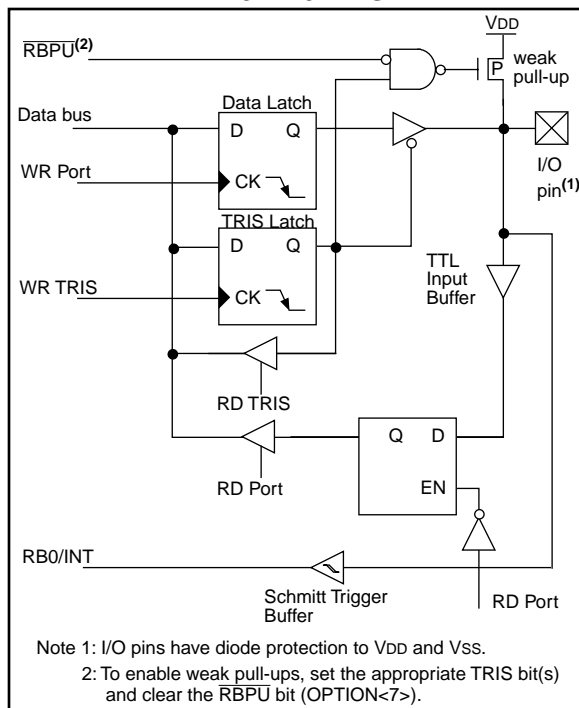 VDD
RBPU(2)
P
weak
pull-up
Data Latch
Data bus
D Q
WR Port
CK
I/O
pin(1)
TRIS Latch
D Q
TTL
Input
Buffer
WR TRIS
CK
RD TRIS
Q D
RD Port
EN
RB0/INT
Schmitt Trigger
Buffer
RD Port
Note 1: I/O pins have diode protection to VDD and VSS.
2: To enable weak pull-ups, set the appropriate TRIS bit(s)
and clear the RBPU bit (OPTION<7>).